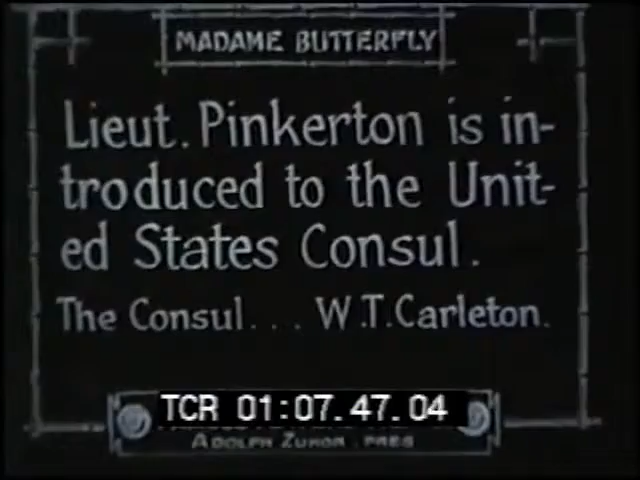 MADAME BUTTERFLY
Lieut. Pinkerton is in-
troduced to the Unit-
ed States Consul.
The Consul... W.T.Carleton.
TCR 01:07.47.04
ADOLPH ZUKOR. PRES